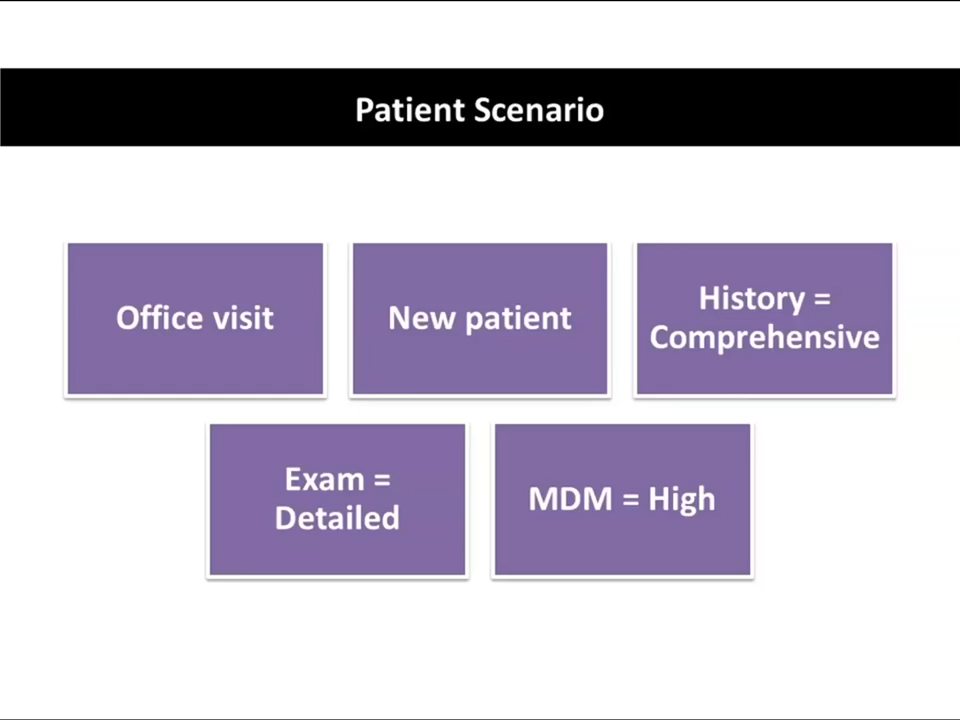 Patient Scenario
Office visit
New patient
History =
Comprehensive
Exam =
Detailed
MDM = High